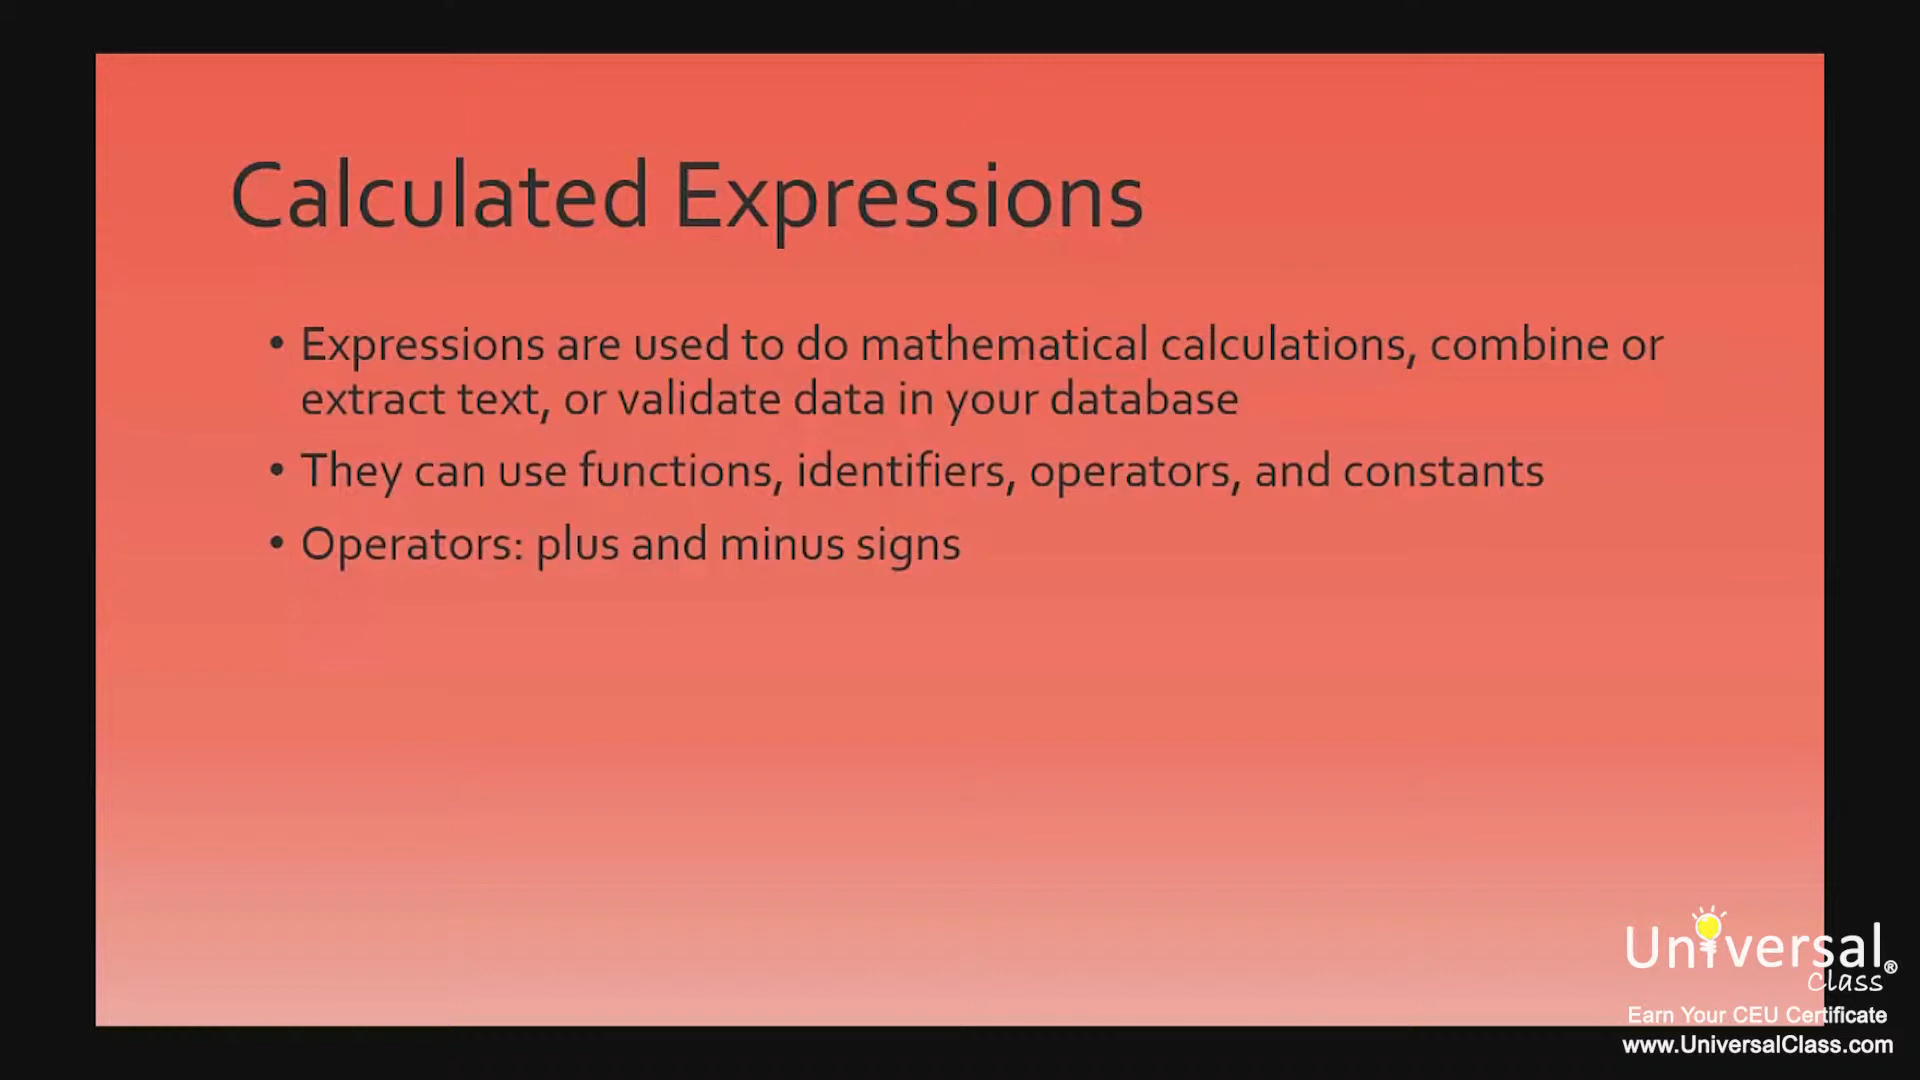 Calculated Expressions
• Expressions are used to do mathematical calculations, combine or
extract text, or validate data in your database
• They can use functions, identifiers, operators, and constants
• Operators: plus and minus signs
Universal®
Class
Earn Your CEU Certificate
www.UniversalClass.com